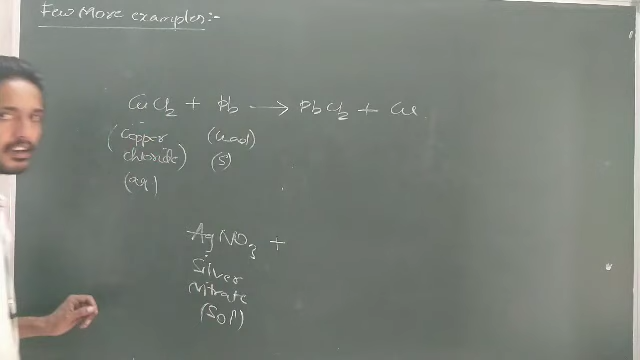 Few More examples:-
CuCl2 + Pb ⟶ PbCl2 + Cu
(Copper (Lead)
chloride) (S)
(aq)
AgNO3 +
Silver
Nitrate
(Sol)